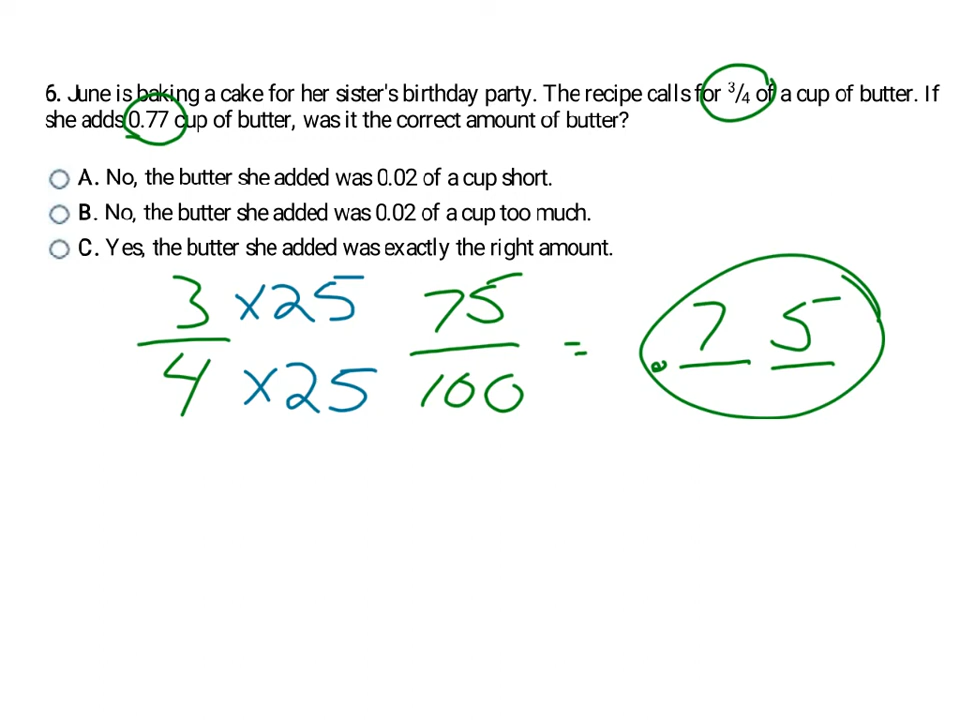 6. June is baking a cake for her sister's birthday party. The recipe calls for 3/4 of a cup of butter. If
she adds 0.77 cup of butter, was it the correct amount of butter?
A. No, the butter she added was 0.02 of a cup short.
B. No, the butter she added was 0.02 of a cup too much.
C. Yes, the butter she added was exactly the right amount.
3 x25 75
4 x25 100 = .75